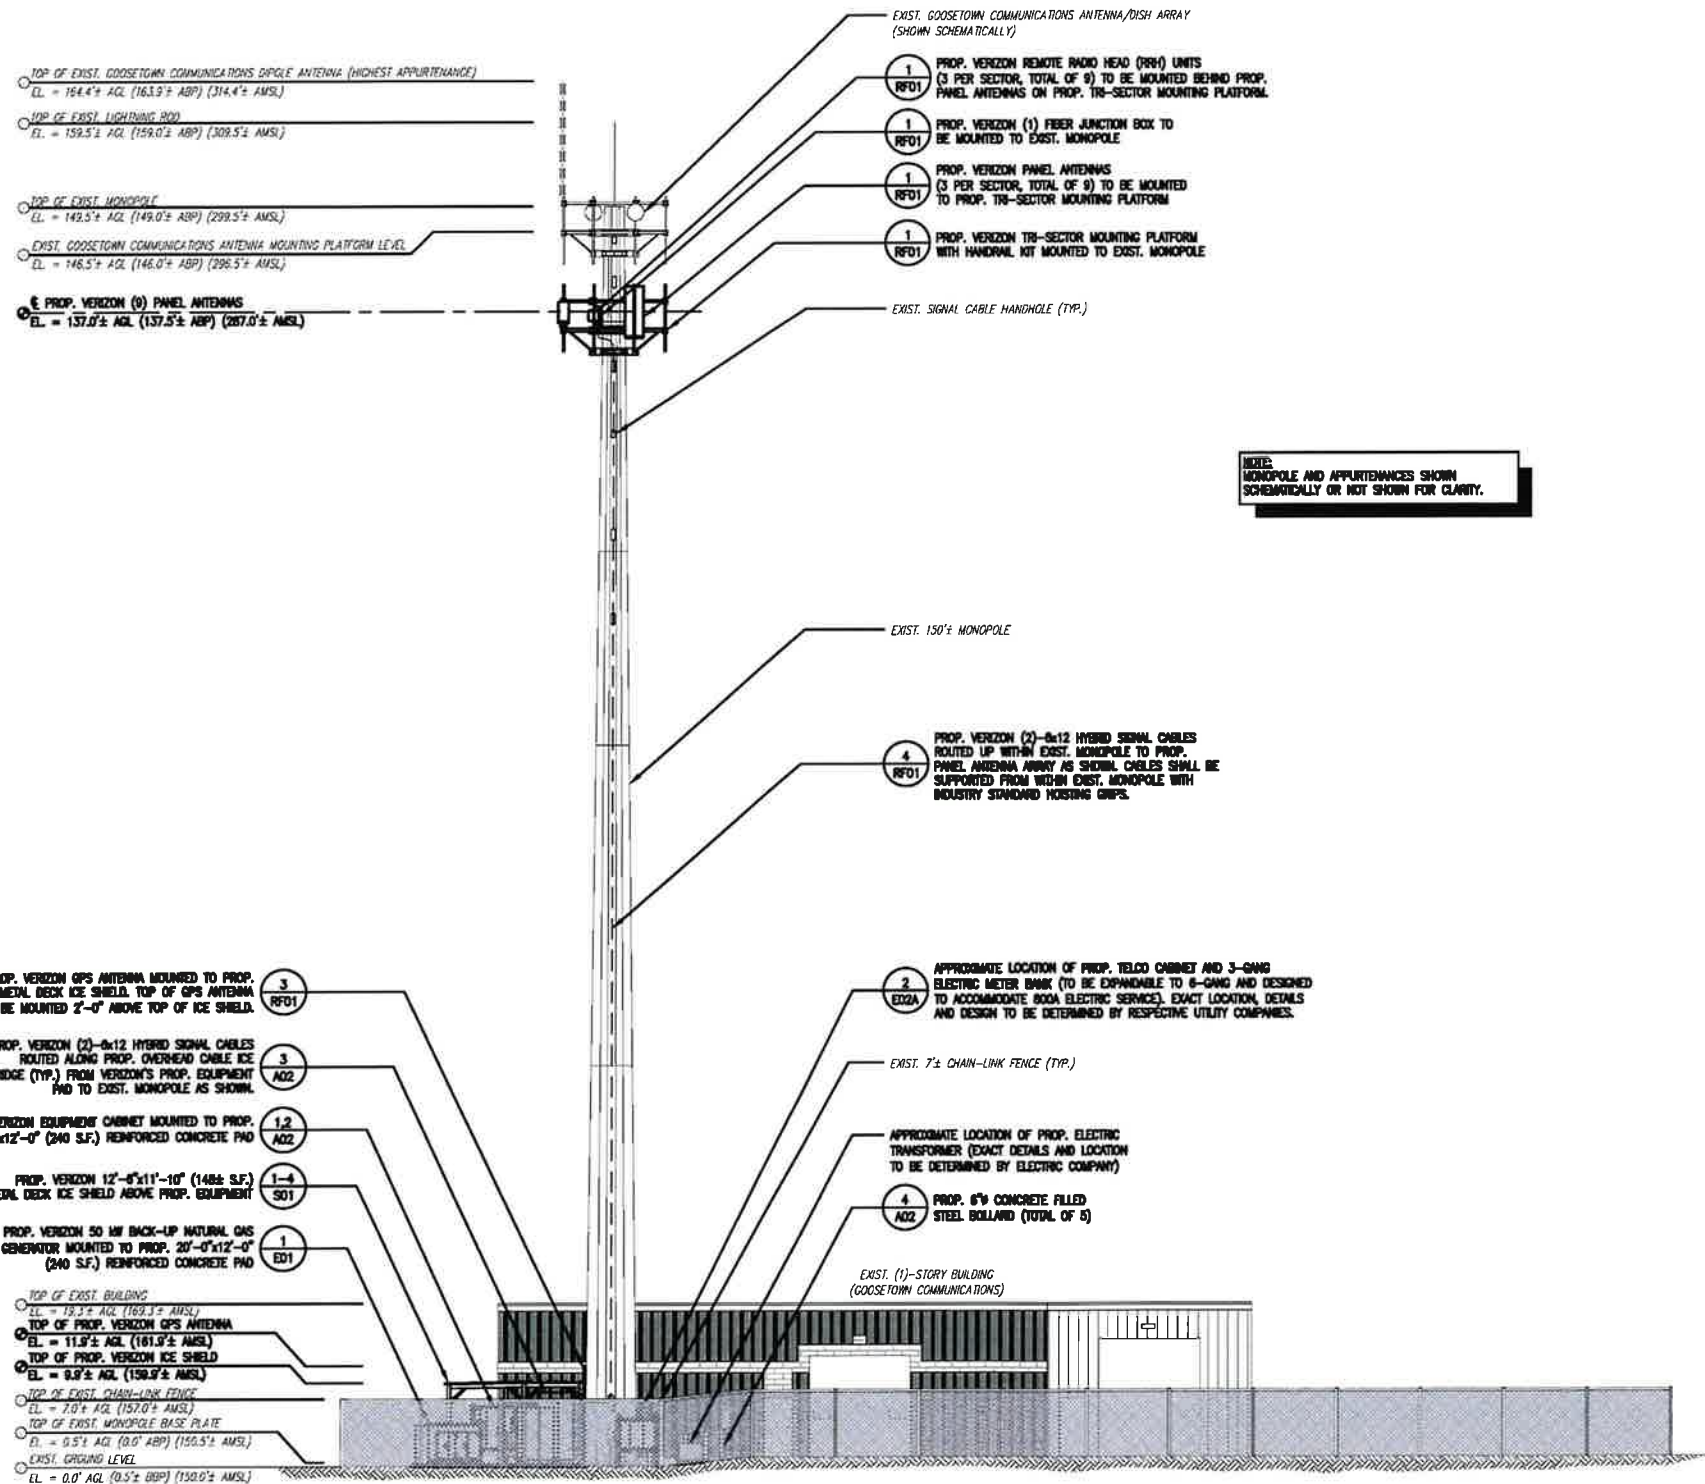 EXIST. GOOSETOWN COMMUNICATIONS ANTENNA/DISH ARRAY
(SHOWN SCHEMATICALLY)
TOP OF EXIST. GOOSETOWN COMMUNICATIONS DIPOLE ANTENNA (HIGHEST APPURTENANCE)
EL. = 164.4'± AGL (163.9'± ABP) (314.4'± AMSL)
TOP OF EXIST. LIGHTNING ROD
EL. = 159.5'± AGL (159.0'± ABP) (309.5'± AMSL)
TOP OF EXIST. MONOPOLE
EL. = 149.5'± AGL (149.0'± ABP) (299.5'± AMSL)
EXIST. GOOSETOWN COMMUNICATIONS ANTENNA MOUNTING PLATFORM LEVEL
EL. = 146.5'± AGL (146.0'± ABP) (296.5'± AMSL)
℄ PROP. VERIZON (9) PANEL ANTENNAS
EL. = 137.0'± AGL (137.5'± ABP) (287.0'± AMSL)
1
RF01
PROP. VERIZON REMOTE RADIO HEAD (RRH) UNITS
(3 PER SECTOR, TOTAL OF 9) TO BE MOUNTED BEHIND PROP.
PANEL ANTENNAS ON PROP. TRI-SECTOR MOUNTING PLATFORM.
1
RF01
PROP. VERIZON (1) FIBER JUNCTION BOX TO
BE MOUNTED TO EXIST. MONOPOLE
1
RF01
PROP. VERIZON PANEL ANTENNAS
(3 PER SECTOR, TOTAL OF 9) TO BE MOUNTED
TO PROP. TRI-SECTOR MOUNTING PLATFORM
1
RF01
PROP. VERIZON TRI-SECTOR MOUNTING PLATFORM
WITH HANDRAIL KIT MOUNTED TO EXIST. MONOPOLE
EXIST. SIGNAL CABLE HANDHOLE (TYP.)
NOTE:
MONOPOLE AND APPURTENANCES SHOWN
SCHEMATICALLY OR NOT SHOWN FOR CLARITY.
EXIST. 150'± MONOPOLE
4
RF01
PROP. VERIZON (2)-6x12 HYBRID SIGNAL CABLES
ROUTED UP WITHIN EXIST. MONOPOLE TO PROP.
PANEL ANTENNA ARRAY AS SHOWN. CABLES SHALL BE
SUPPORTED FROM WITHIN EXIST. MONOPOLE WITH
INDUSTRY STANDARD HOISTING GRIPS.
OP. VERIZON GPS ANTENNA MOUNTED TO PROP.
METAL DECK ICE SHIELD. TOP OF GPS ANTENNA
BE MOUNTED 2'-0" ABOVE TOP OF ICE SHIELD.
3
RF01
ROP. VERIZON (2)-6x12 HYBRID SIGNAL CABLES
ROUTED ALONG PROP. OVERHEAD CABLE ICE
IDGE (TYP.) FROM VERIZON'S PROP. EQUIPMENT
PAD TO EXIST. MONOPOLE AS SHOWN.
3
A02
ERIZON EQUIPMENT CABINET MOUNTED TO PROP.
x12'-0" (240 S.F.) REINFORCED CONCRETE PAD
1,2
A02
PROP. VERIZON 12'-6"x11'-10" (148± S.F.)
TAL DECK ICE SHIELD ABOVE PROP. EQUIPMENT
1-4
S01
PROP. VERIZON 50 kW BACK-UP NATURAL GAS
GENERATOR MOUNTED TO PROP. 20'-0"x12'-0"
(240 S.F.) REINFORCED CONCRETE PAD
1
E01
2
E02A
APPROXIMATE LOCATION OF PROP. TELCO CABINET AND 3-GANG
ELECTRIC METER BANK (TO BE EXPANDABLE TO 6-GANG AND DESIGNED
TO ACCOMMODATE 800A ELECTRIC SERVICE). EXACT LOCATION, DETAILS
AND DESIGN TO BE DETERMINED BY RESPECTIVE UTILITY COMPANIES.
EXIST. 7'± CHAIN-LINK FENCE (TYP.)
APPROXIMATE LOCATION OF PROP. ELECTRIC
TRANSFORMER (EXACT DETAILS AND LOCATION
TO BE DETERMINED BY ELECTRIC COMPANY)
4
A02
PROP. 6"ø CONCRETE FILLED
STEEL BOLLARD (TOTAL OF 5)
EXIST. (1)-STORY BUILDING
(GOOSETOWN COMMUNICATIONS)
TOP OF EXIST. BUILDING
EL. = 19.3'± AGL (169.3'± AMSL)
TOP OF PROP. VERIZON GPS ANTENNA
EL. = 11.9'± AGL (161.9'± AMSL)
TOP OF PROP. VERIZON ICE SHIELD
EL. = 9.9'± AGL (159.9'± AMSL)
TOP OF EXIST. CHAIN-LINK FENCE
EL. = 7.0'± AGL (157.0'± AMSL)
TOP OF EXIST. MONOPOLE BASE PLATE
EL. = 0.5'± AGL (0.0' ABP) (150.5'± AMSL)
EXIST. GROUND LEVEL
EL. = 0.0' AGL (0.5'± BBP) (150.0'± AMSL)